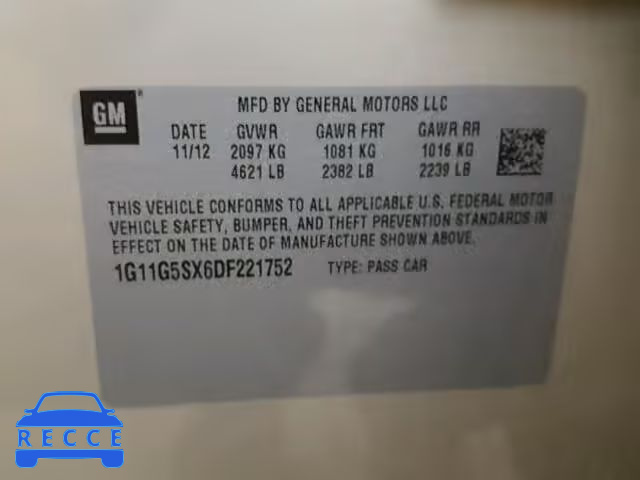 GM ®
MFD BY GENERAL MOTORS LLC
DATE GVWR GAWR FRT GAWR RR
11/12 2097 KG 1081 KG 1016 KG
4621 LB 2382 LB 2239 LB
THIS VEHICLE CONFORMS TO ALL APPLICABLE U.S. FEDERAL MOTOR
VEHICLE SAFETY, BUMPER, AND THEFT PREVENTION STANDARDS IN
EFFECT ON THE DATE OF MANUFACTURE SHOWN ABOVE.
1G11G5SX6DF221752 TYPE: PASS CAR
RECCE